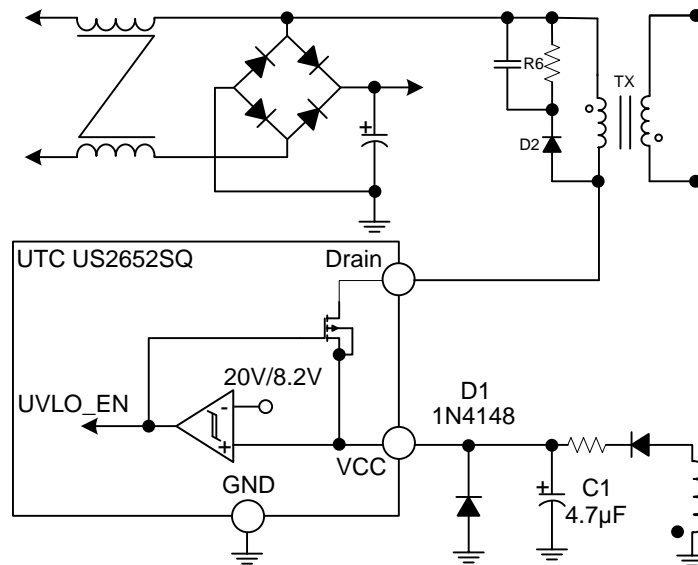 R6
TX
D2
UTC US2652SQ
Drain
20V/8.2V
D1
1N4148
UVLO_EN
-
+
VCC
+
+
GND
C1
4.7µF